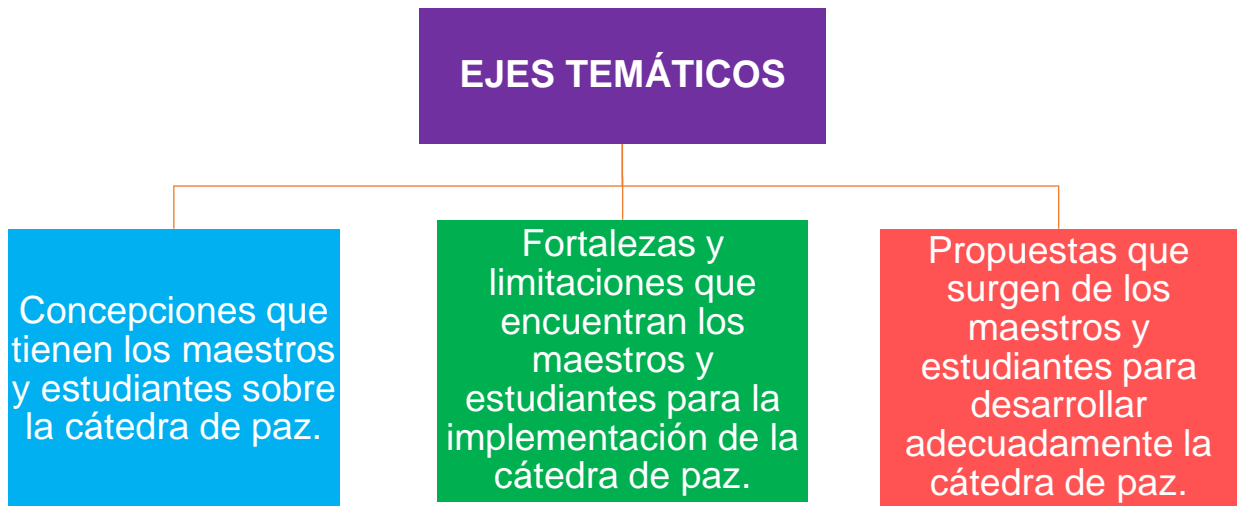 EJES TEMÁTICOS
Concepciones que
tienen los maestros
y estudiantes sobre
la cátedra de paz.
Fortalezas y
limitaciones que
encuentran los
maestros y
estudiantes para la
implementación de la
cátedra de paz.
Propuestas que
surgen de los
maestros y
estudiantes para
desarrollar
adecuadamente la
cátedra de paz.